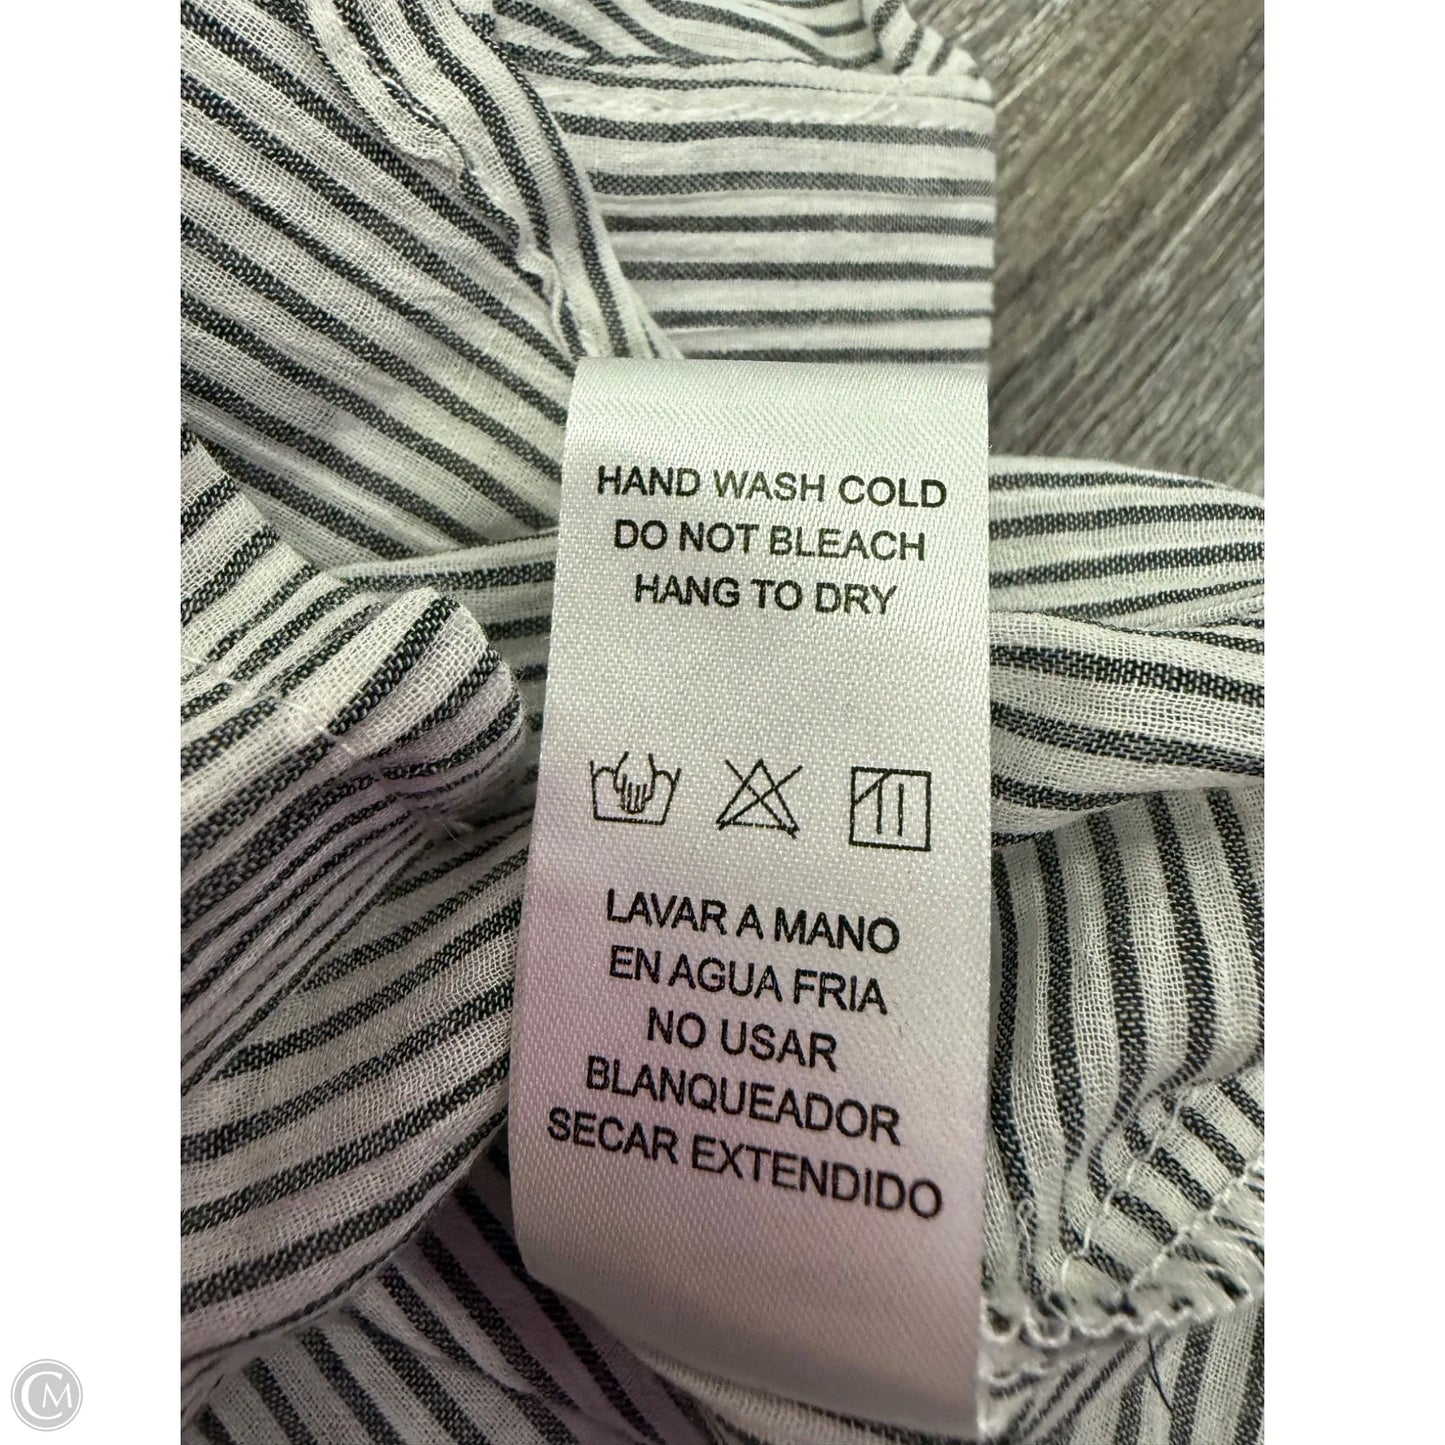 HAND WASH COLD
DO NOT BLEACH
HANG TO DRY
LAVAR A MANO
EN AGUA FRIA
NO USAR
BLANQUEADOR
SECAR EXTENDIDO
CM